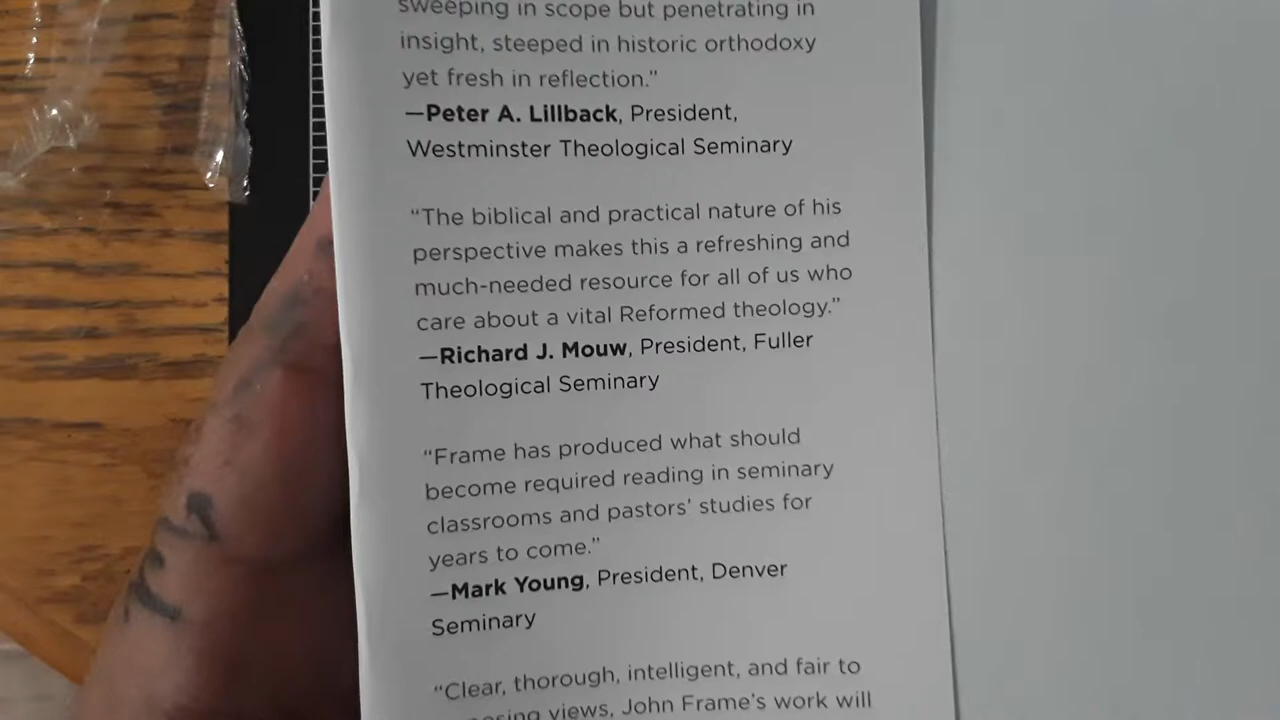 sweeping in scope but penetrating in
insight, steeped in historic orthodoxy
yet fresh in reflection.”
—Peter A. Lillback, President,
Westminster Theological Seminary
“The biblical and practical nature of his
perspective makes this a refreshing and
much-needed resource for all of us who
care about a vital Reformed theology.”
—Richard J. Mouw, President, Fuller
Theological Seminary
“Frame has produced what should
become required reading in seminary
classrooms and pastors’ studies for
years to come.”
—Mark Young, President, Denver
Seminary
“Clear, thorough, intelligent, and fair to
views, John Frame’s work will